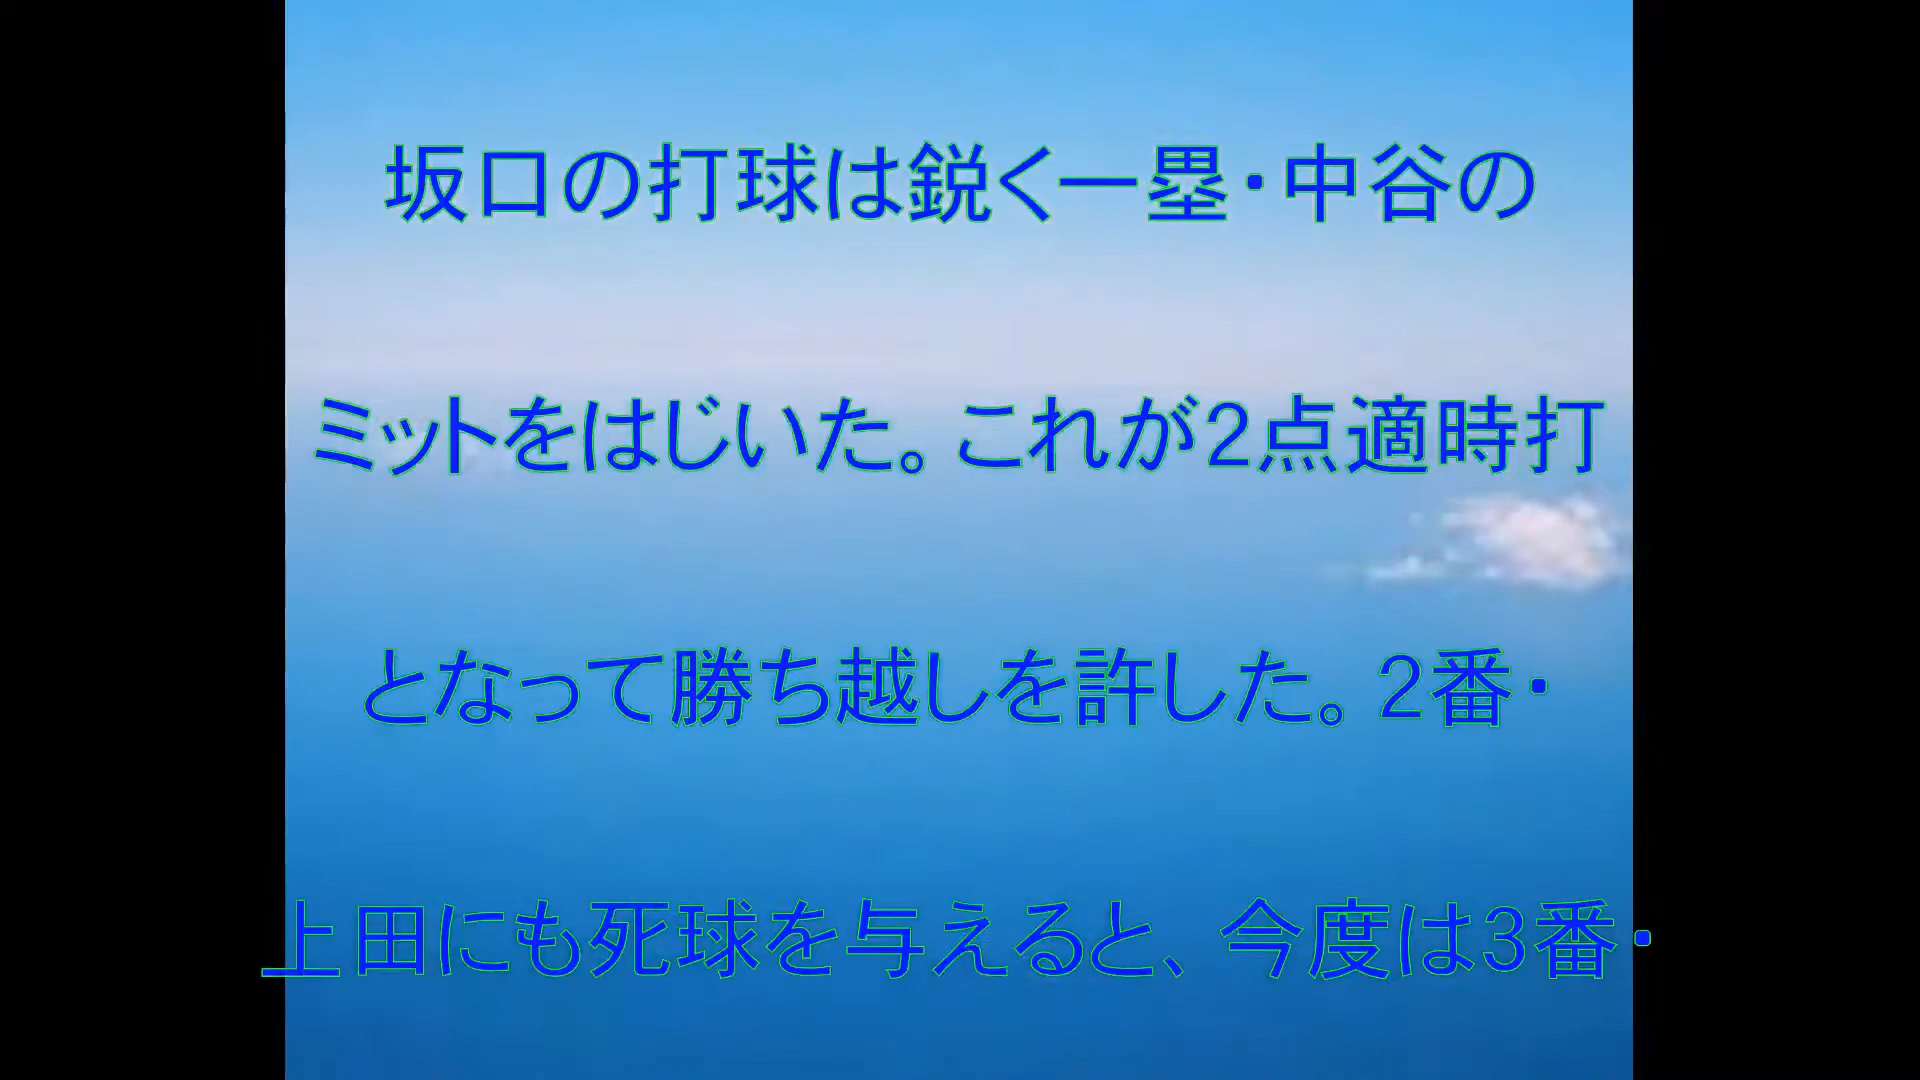 坂口の打球は鋭く一塁・中谷の
ミットをはじいた。これが2点適時打
となって勝ち越しを許した。2番・
上田にも死球を与えると、今度は3番・